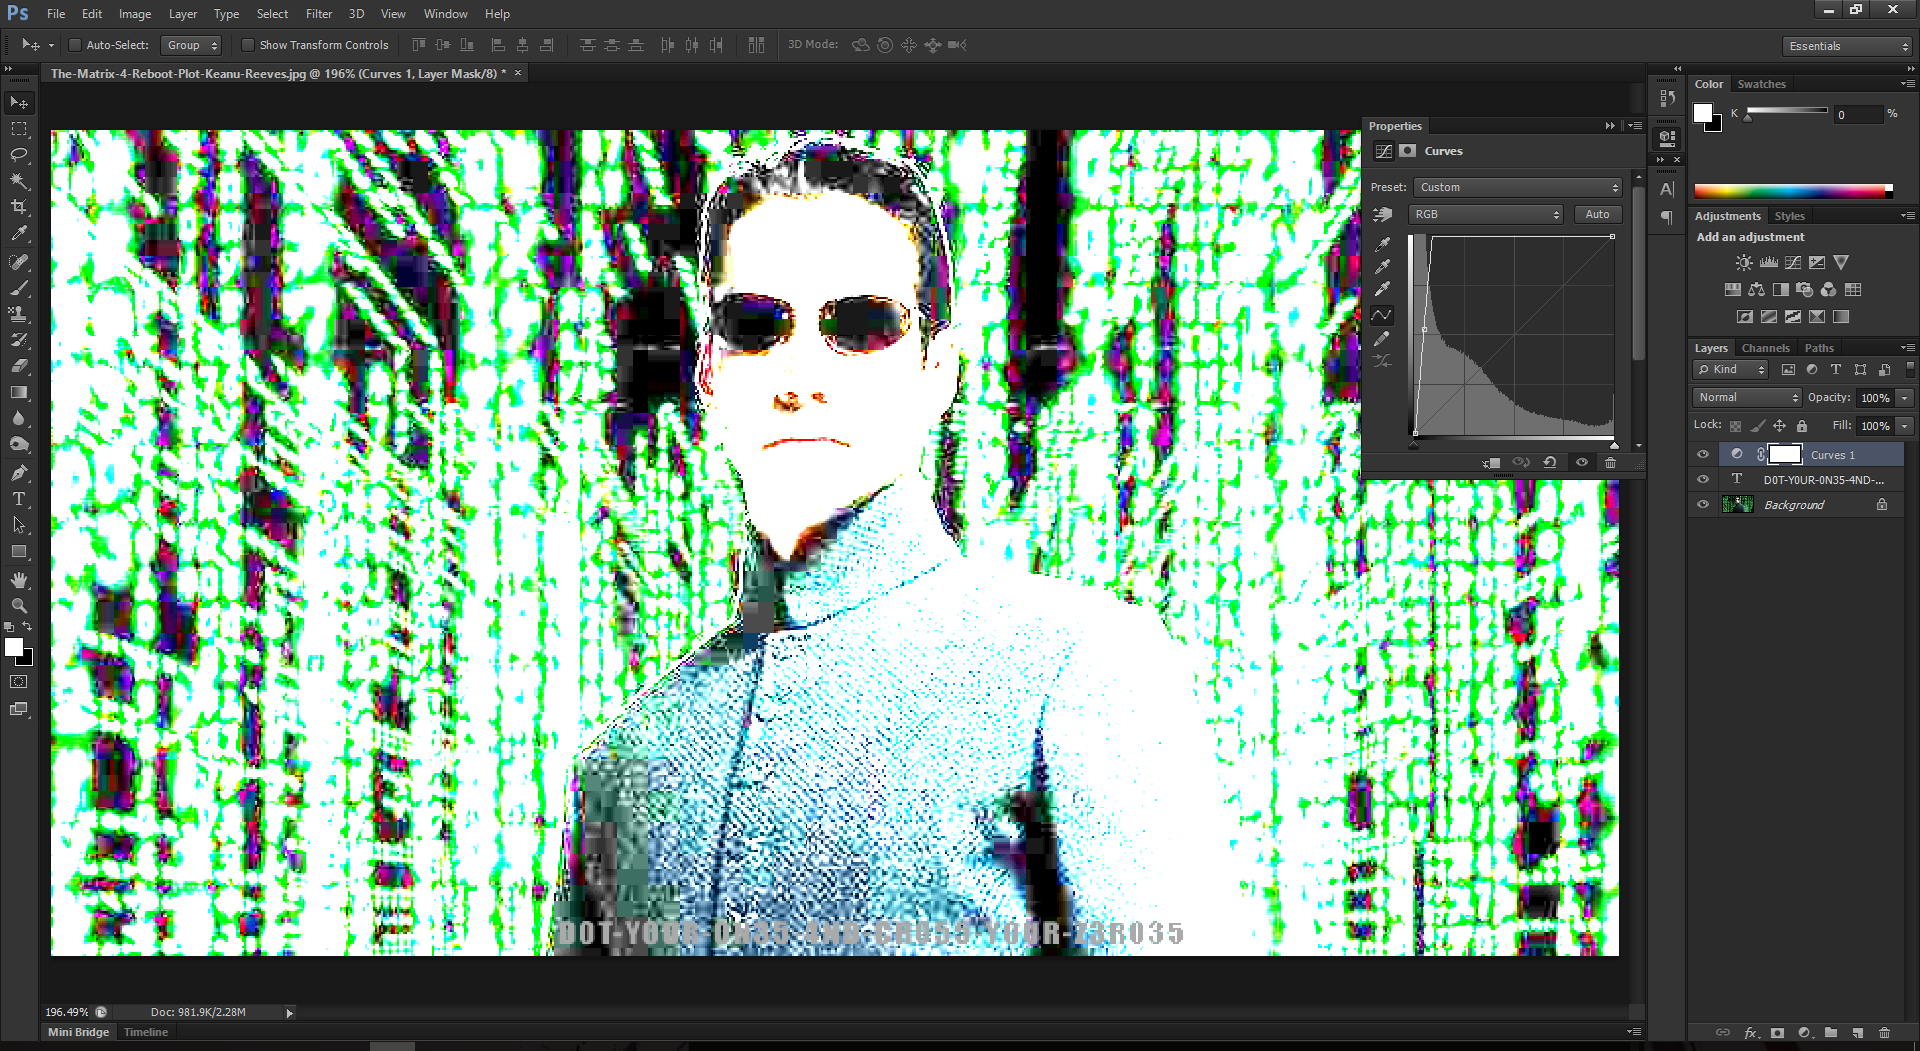 Ps File Edit Image Layer Type Select Filter 3D View Window Help
Auto-Select: Group Show Transform Controls 3D Mode: Essentials
The-Matrix-4-Reboot-Plot-Keanu-Reeves.jpg @ 196% (Curves 1, Layer Mask/8) * ×
Color Swatches
K 0 %
Properties
Curves
Preset: Custom
RGB Auto
Adjustments Styles
Add an adjustment
Layers Channels Paths
Kind
Normal Opacity: 100%
Lock: Fill: 100%
Curves 1
D0T-Y0UR-0N35-4ND-...
Background
D0T-Y0UR-0N35-4ND-CR055-Y0UR-Z3R035
196.49% Doc: 981.9K/2.28M
Mini Bridge Timeline